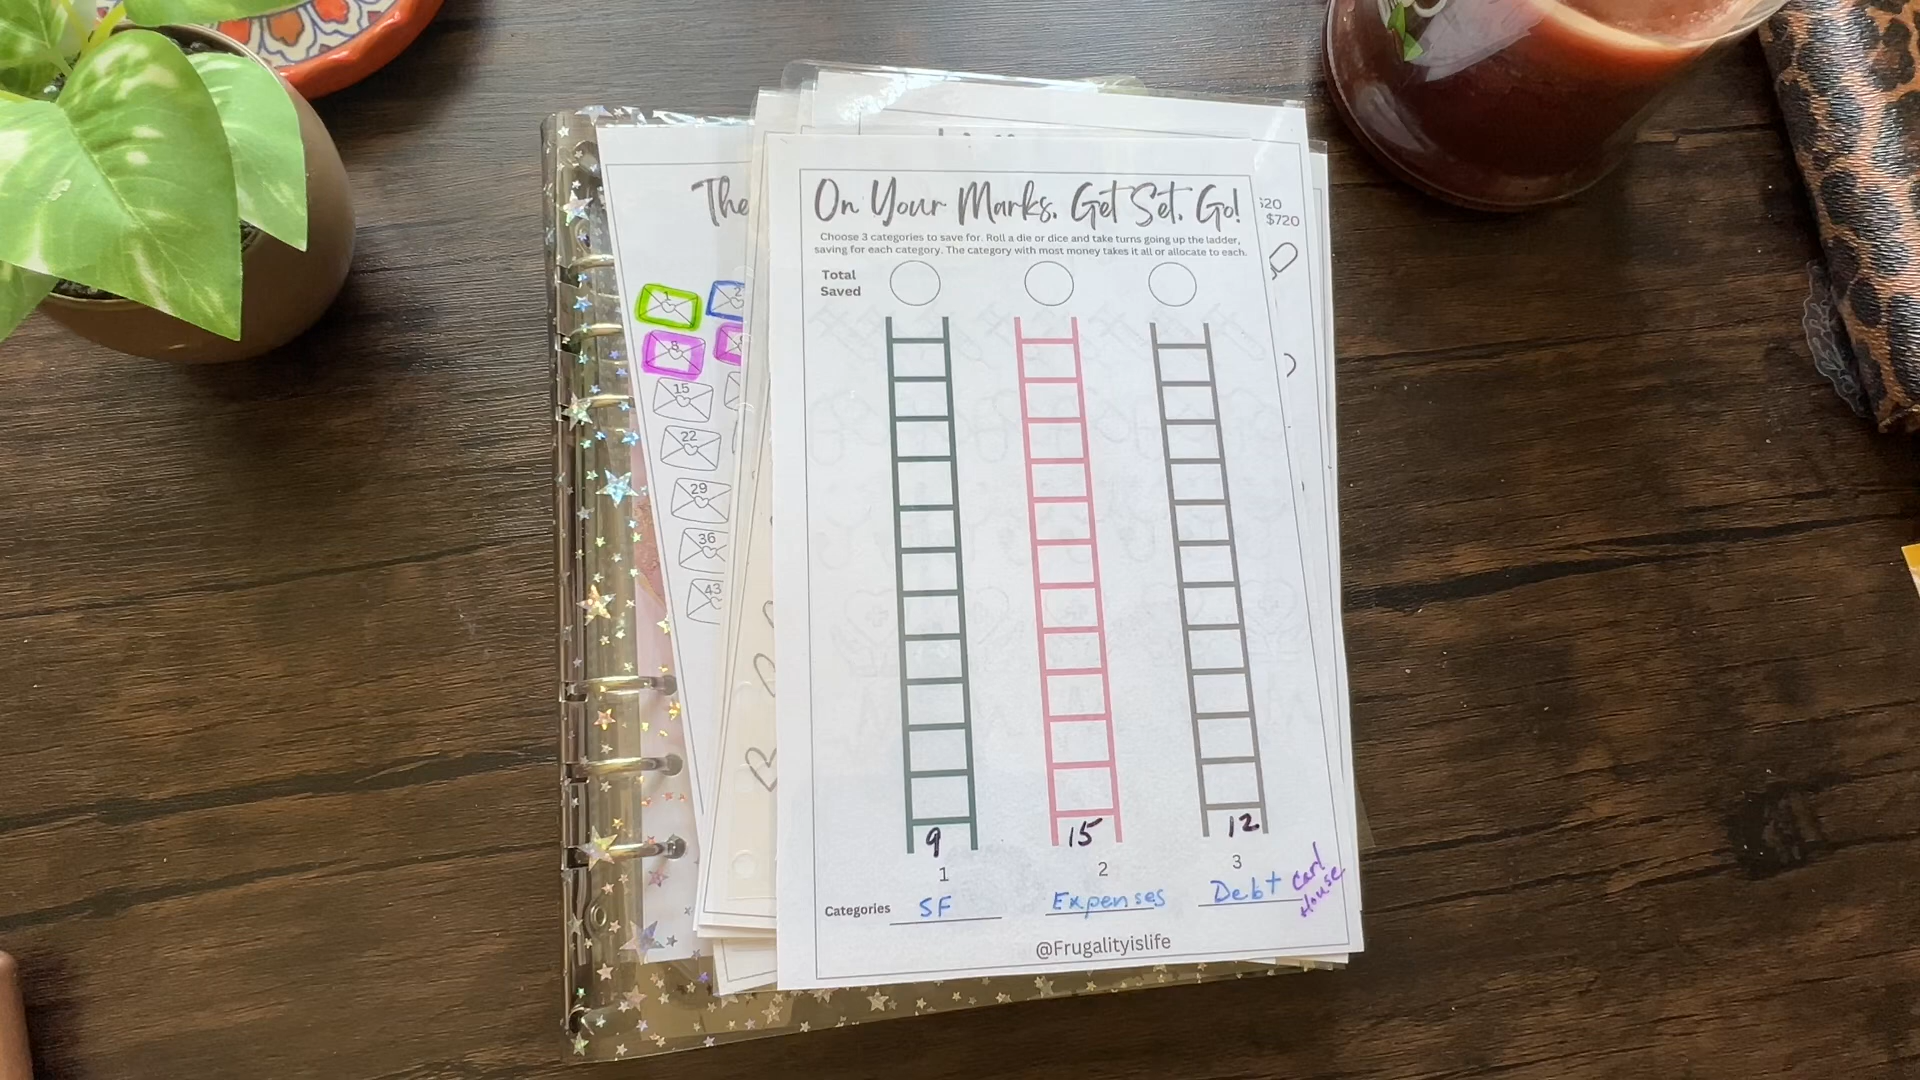 The
1
2
8
15
22
29
36
43
$20
$720
On Your Marks. Get Set. Go!
Choose 3 categories to save for. Roll a die or dice and take turns going up the ladder,
saving for each category. The category with most money takes it all or allocate to each.
Total
Saved
9 15 12
1 2 3
Categories SF Expenses Debt Carl
House
@Frugalityislife